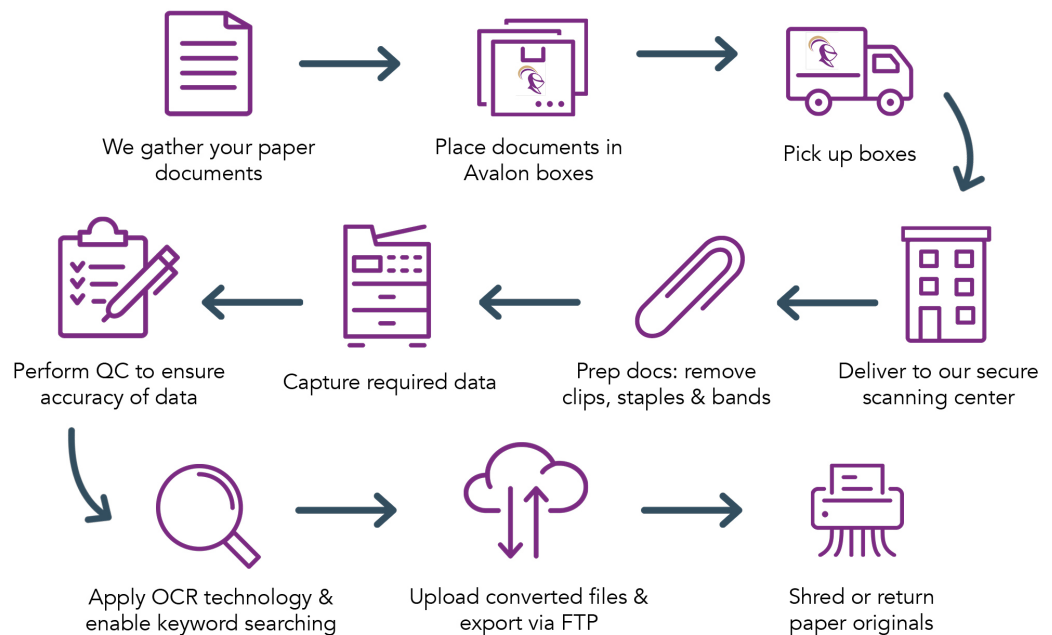 We gather your paper
documents
Place documents in
Avalon boxes
Pick up boxes
Deliver to our secure
scanning center
Prep docs: remove
clips, staples & bands
Capture required data
Perform QC to ensure
accuracy of data
Apply OCR technology &
enable keyword searching
Upload converted files &
export via FTP
Shred or return
paper originals